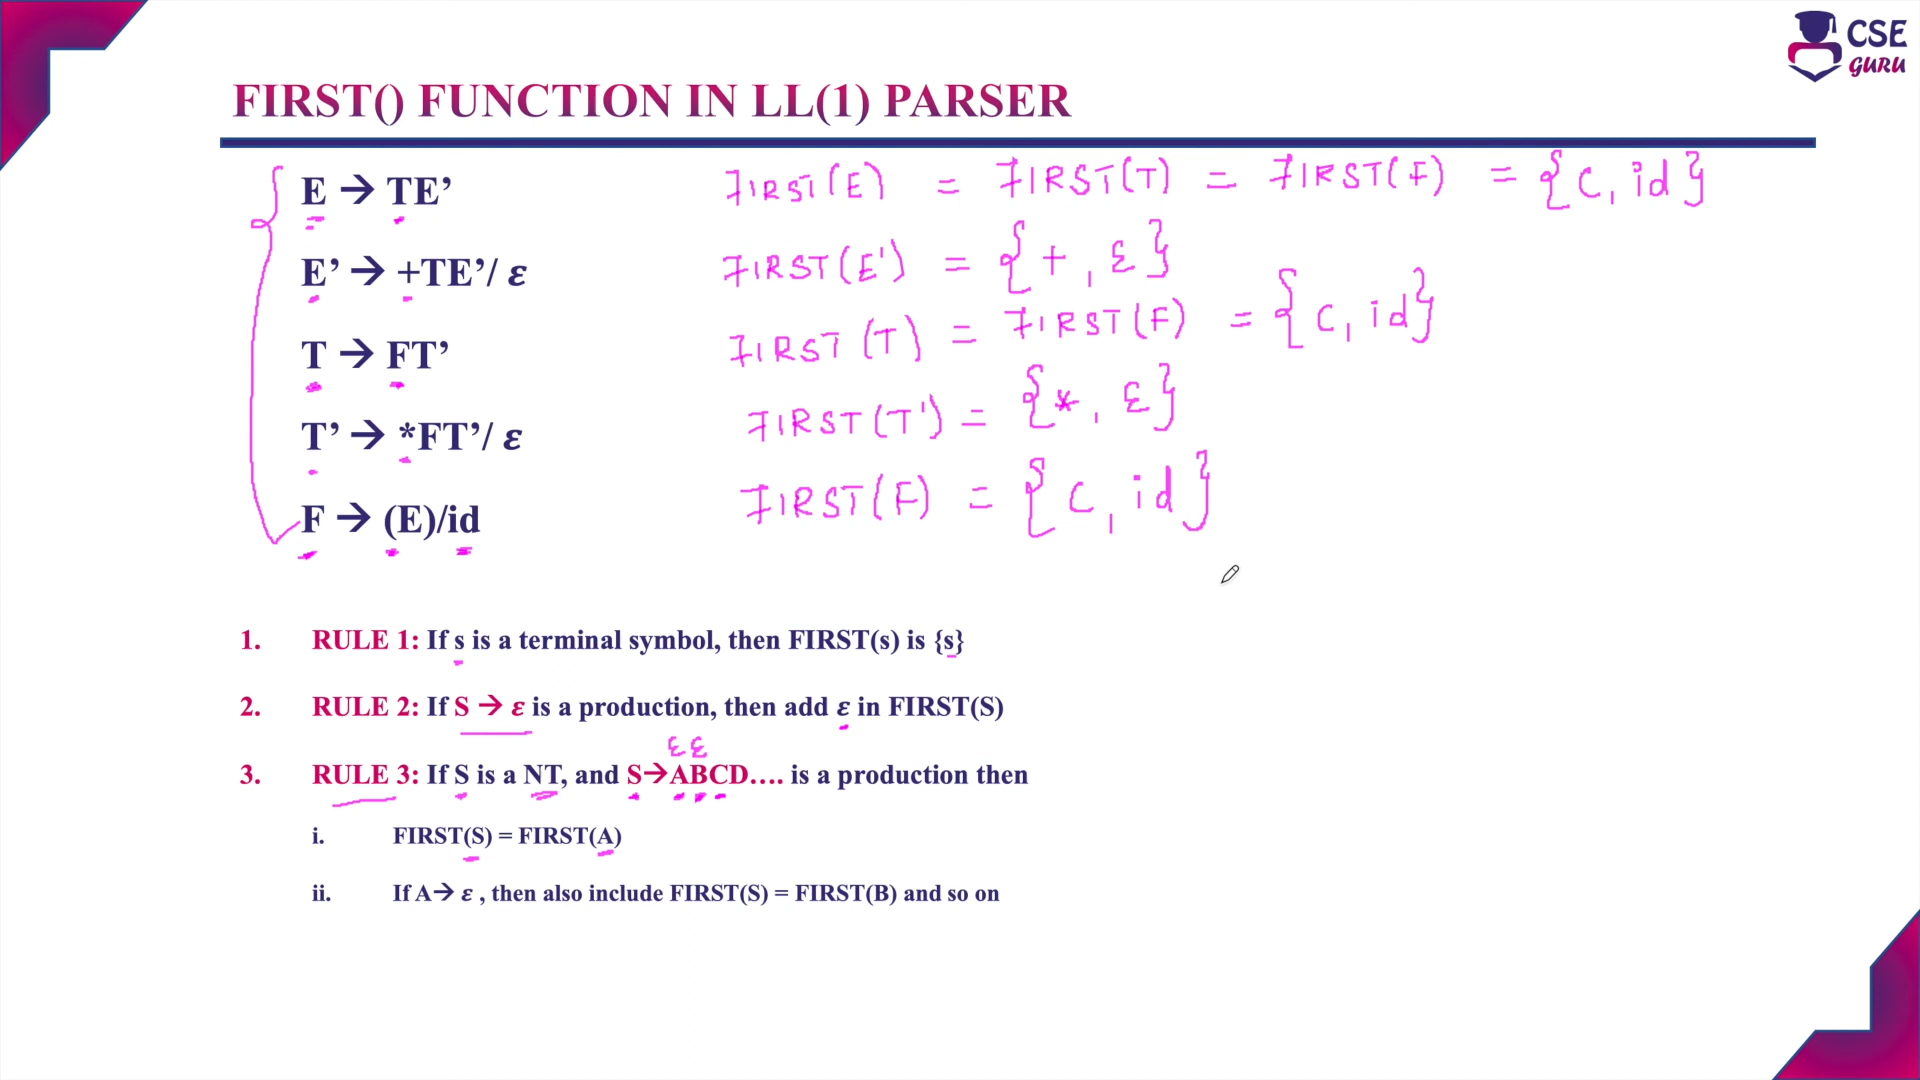 CSE
GURU
FIRST() FUNCTION IN LL(1) PARSER
E → TE’
FIRST(E) = FIRST(T) = FIRST(F) = {(, id}
E’ → +TE’/ ε
FIRST(E') = {+, ε}
T → FT’
FIRST(T) = FIRST(F) = {(, id}
T’ → *FT’/ ε
FIRST(T') = {*, ε}
F → (E)/id
FIRST(F) = {(, id}
1. RULE 1: If s is a terminal symbol, then FIRST(s) is {s}
2. RULE 2: If S → ε is a production, then add ε in FIRST(S)
ε ε
3. RULE 3: If S is a NT, and S→ABCD…. is a production then
i. FIRST(S) = FIRST(A)
ii. If A→ ε , then also include FIRST(S) = FIRST(B) and so on